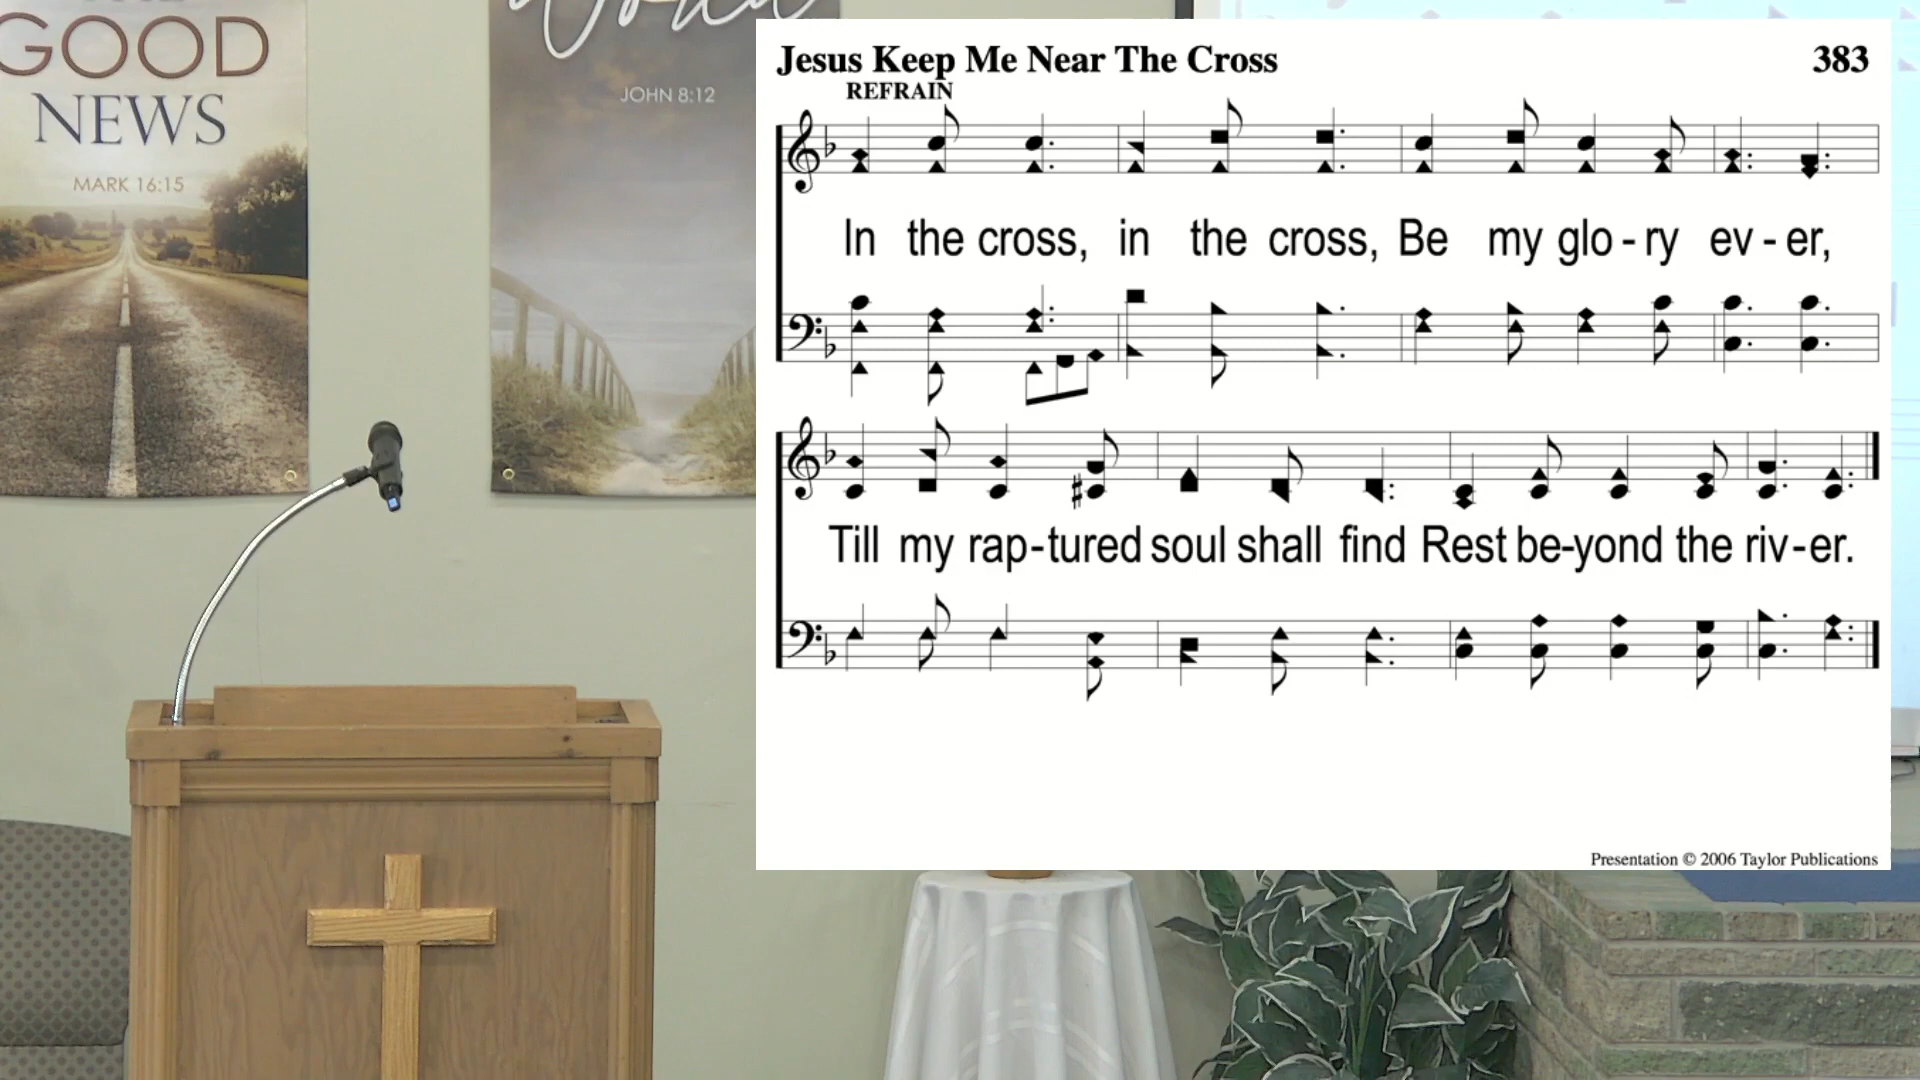 GOOD
NEWS
MARK 16:15
JOHN 8:12
Jesus Keep Me Near The Cross 383
REFRAIN
In the cross, in the cross, Be my glo - ry ev - er,
Till my rap-tured soul shall find Rest be-yond the riv-er.
Presentation © 2006 Taylor Publications